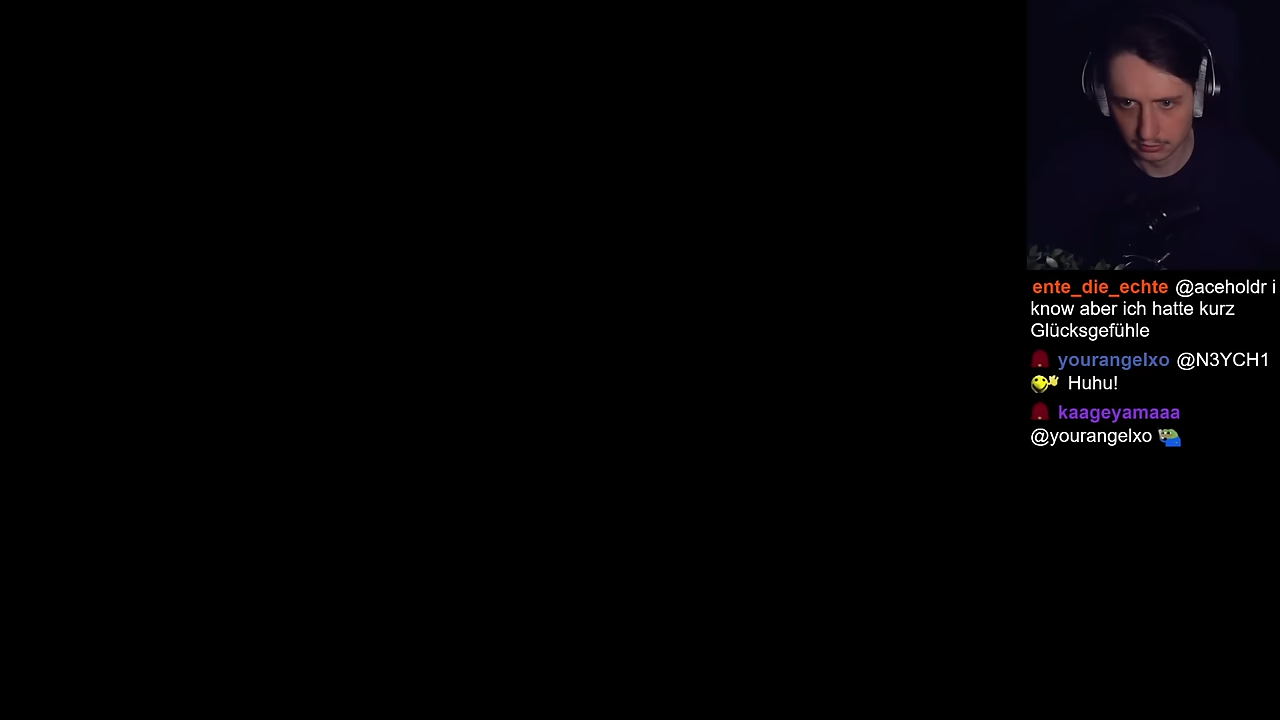 ente_die_echte @aceholdr i
know aber ich hatte kurz
Glücksgefühle
yourangelxo @N3YCH1
Huhu!
kaageyamaaa
@yourangelxo